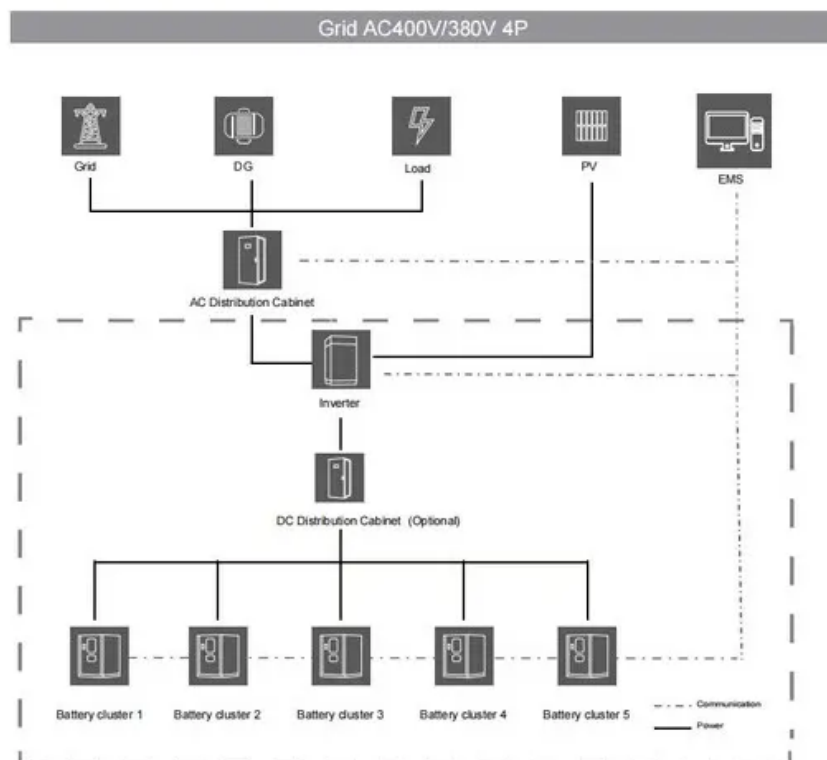 Grid AC400V/380V 4P
Grid
DG
Load
PV
EMS
AC Distribution Cabinet
Inverter
DC Distribution Cabinet (Optional)
Battery cluster 1
Battery cluster 2
Battery cluster 3
Battery cluster 4
Battery cluster 5
Communication
Power